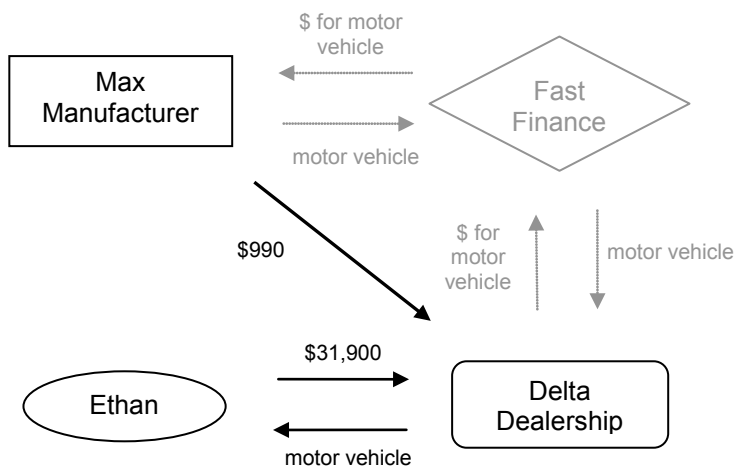 $ for motor
vehicle
Max
Manufacturer
Fast
Finance
motor vehicle
$990
$ for
motor
vehicle
motor vehicle
$31,900
Ethan
Delta
Dealership
motor vehicle